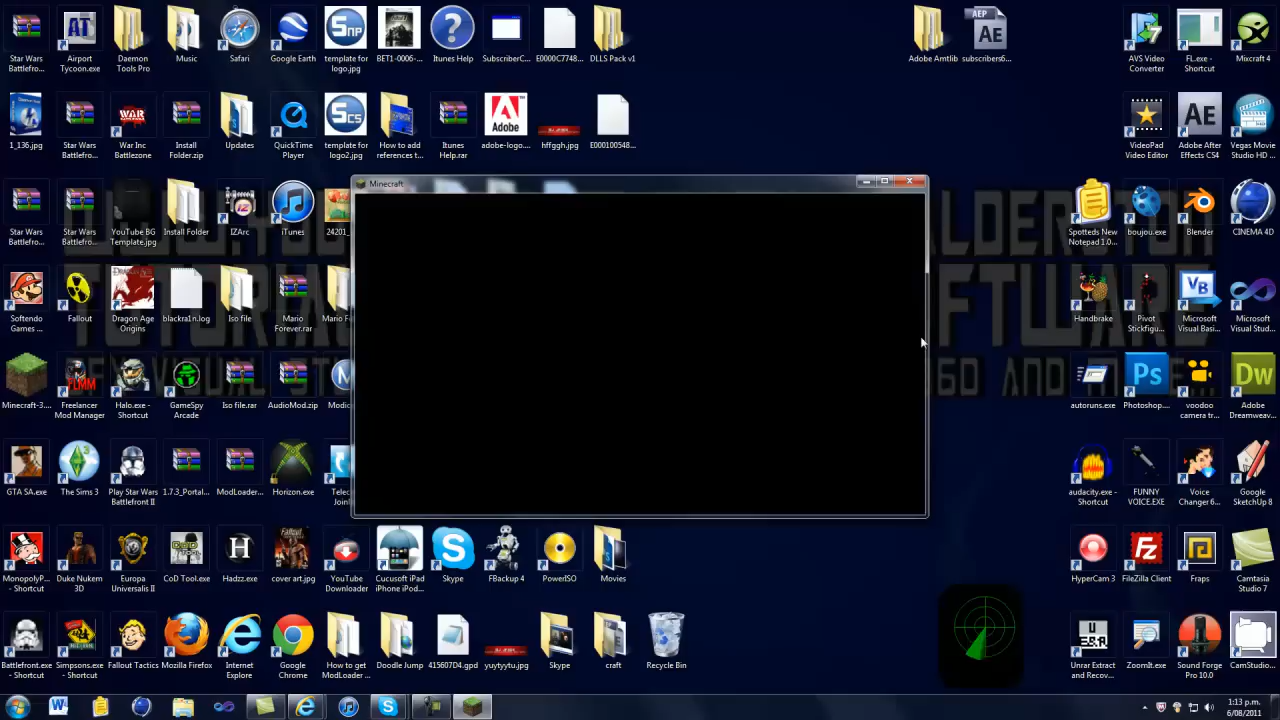 Star Wars Battlefro...
Airport Tycoon.exe
Daemon Tools Pro
Music
Safari
Google Earth
template for logo.jpg
BET1-0006-...
Itunes Help
SubscriberC...
E0000C7748...
DLLS Pack v1
Adobe Amtlib
subscribers6...
AVS Video Converter
FL.exe - Shortcut
Mixcraft 4
1_136.jpg
Star Wars Battlefro...
War Inc Battlezone
Install Folder.zip
Updates
QuickTime Player
template for logo2.jpg
How to add references t...
Itunes Help.rar
adobe-logo...
hffggh.jpg
E000100548...
VideoPad Video Editor
Adobe After Effects CS4
Vegas Movie Studio HD ...
Minecraft
Star Wars Battlefro...
Star Wars Battlefro...
YouTube BG Template.jpg
Install Folder
IZArc
iTunes
24201_
Spotteds New Notepad 1.0...
boujou.exe
Blender
CINEMA 4D
Softendo Games ...
Fallout
Dragon Age Origins
blackra1n.log
Iso file
Mario Forever.rar
Mario F
Handbrake
Pivot Stickfigu...
Microsoft Visual Basi...
Microsoft Visual Stud...
Minecraft-3....
Freelancer Mod Manager
Halo.exe - Shortcut
GameSpy Arcade
Iso file.rar
AudioMod.zip
Modic
autoruns.exe
Photoshop....
voodoo camera tr...
Adobe Dreamweav...
GTA SA.exe
The Sims 3
Play Star Wars Battlefront II
1.7.3_Portal...
ModLoader...
Horizon.exe
Telec
Join
audacity.exe - Shortcut
FUNNY VOICE.EXE
Voice Changer 6...
Google SketchUp 8
MonopolyP... - Shortcut
Duke Nukem 3D
Europa Universalis II
CoD Tool.exe
Hadz.exe
cover art.jpg
YouTube Downloader
Cucusoft iPad iPhone iPod...
Skype
FBackup 4
PowerISO
Movies
HyperCam 3
FileZilla Client
Fraps
Camtasia Studio 7
Battlefront.exe - Shortcut
Simpsons.exe - Shortcut
Fallout Tactics
Mozilla Firefox
Internet Explore
Google Chrome
How to get ModLoader ...
Doodle Jump
415607D4.gpd
yuytyytu.jpg
Skype
craft
Recycle Bin
Unrar Extract and Recov...
ZoomIt.exe
Sound Forge Pro 10.0
CamStudio...
1:13 p.m.
6/08/2011